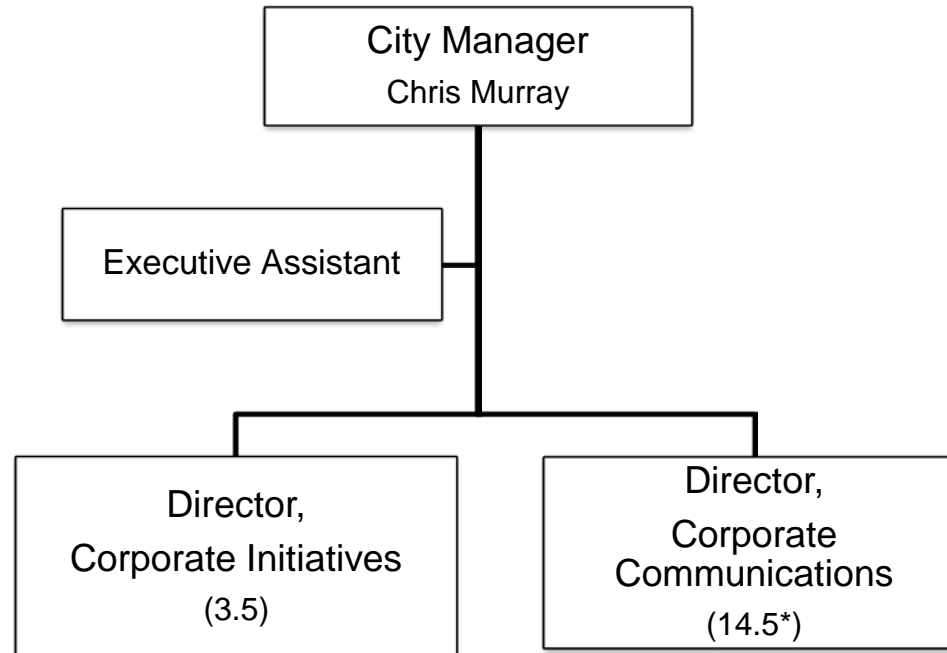 City Manager
Chris Murray
Executive Assistant
Director,
Corporate Initiatives
(3.5)
Director,
Corporate
Communications
(14.5*)